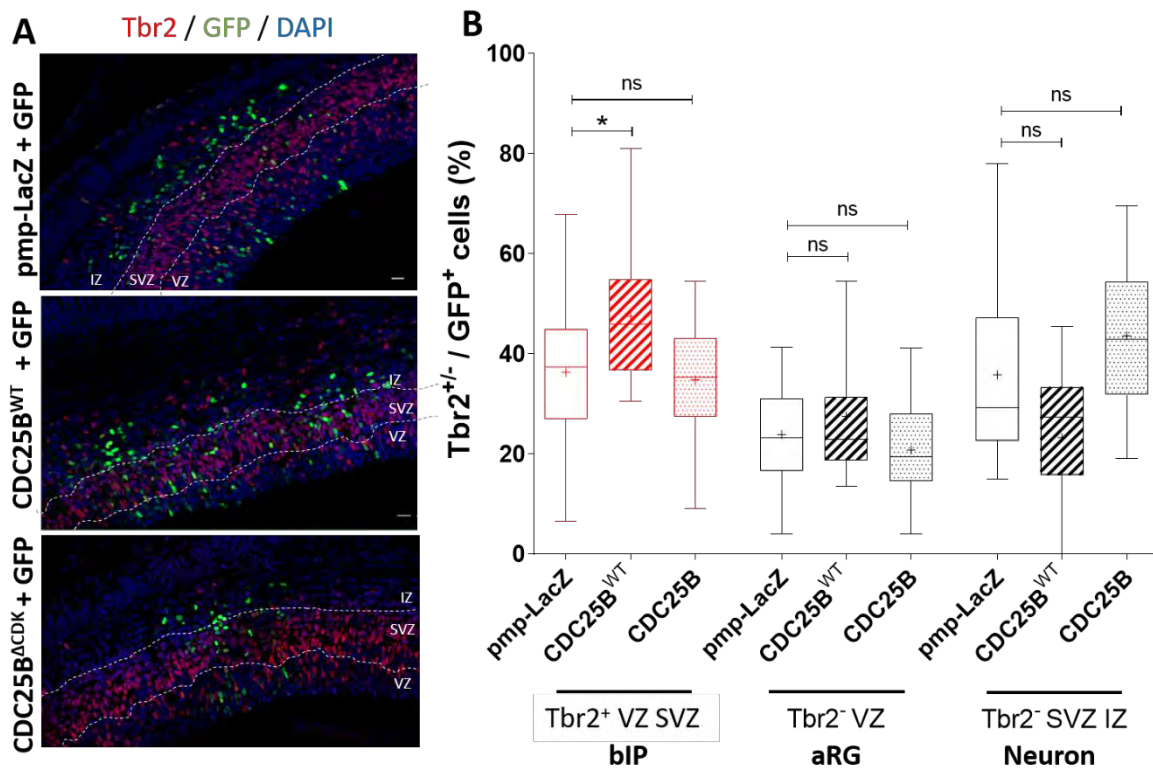 A
Tbr2 / GFP / DAPI
pmp-LacZ + GFP
IZ
SVZ
VZ
CDC25B^WT + GFP
IZ
SVZ
VZ
CDC25B^ΔCDK + GFP
IZ
SVZ
VZ
B
Tbr2^+/- / GFP^+ cells (%)
100
80
60
40
20
0
ns
*
ns
ns
ns
ns
pmp-LacZ
CDC25B^WT
CDC25B
pmp-LacZ
CDC25B^WT
CDC25B
pmp-LacZ
CDC25B^WT
CDC25B
Tbr2⁺ VZ SVZ
bIP
Tbr2⁻ VZ
aRG
Tbr2⁻ SVZ IZ
Neuron